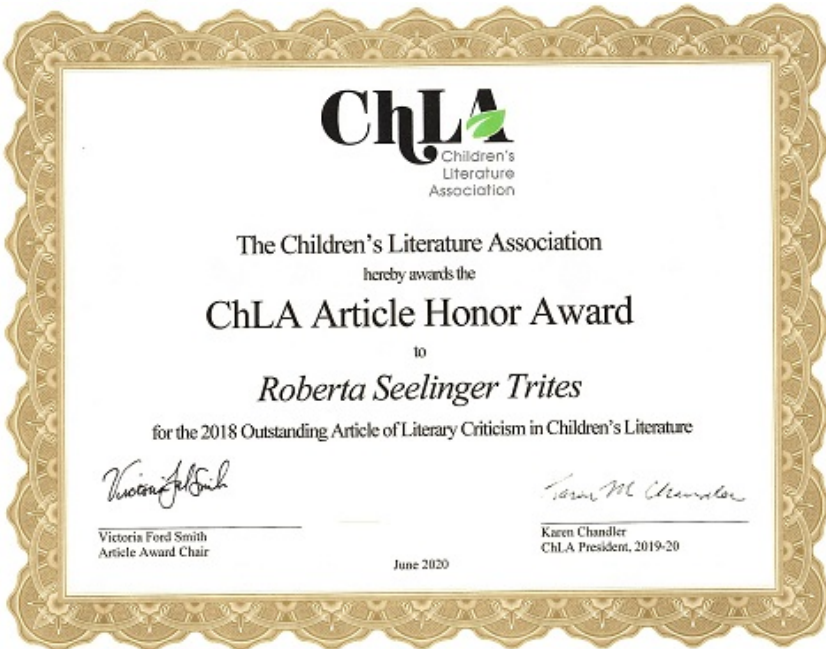 ChLA
Children's
Literature
Association
The Children's Literature Association
hereby awards the
ChLA Article Honor Award
to
Roberta Seelinger Trites
for the 2018 Outstanding Article of Literary Criticism in Children's Literature
Karen M Chandler
Victoria Ford Smith
Article Award Chair
Karen Chandler
ChLA President, 2019-20
June 2020